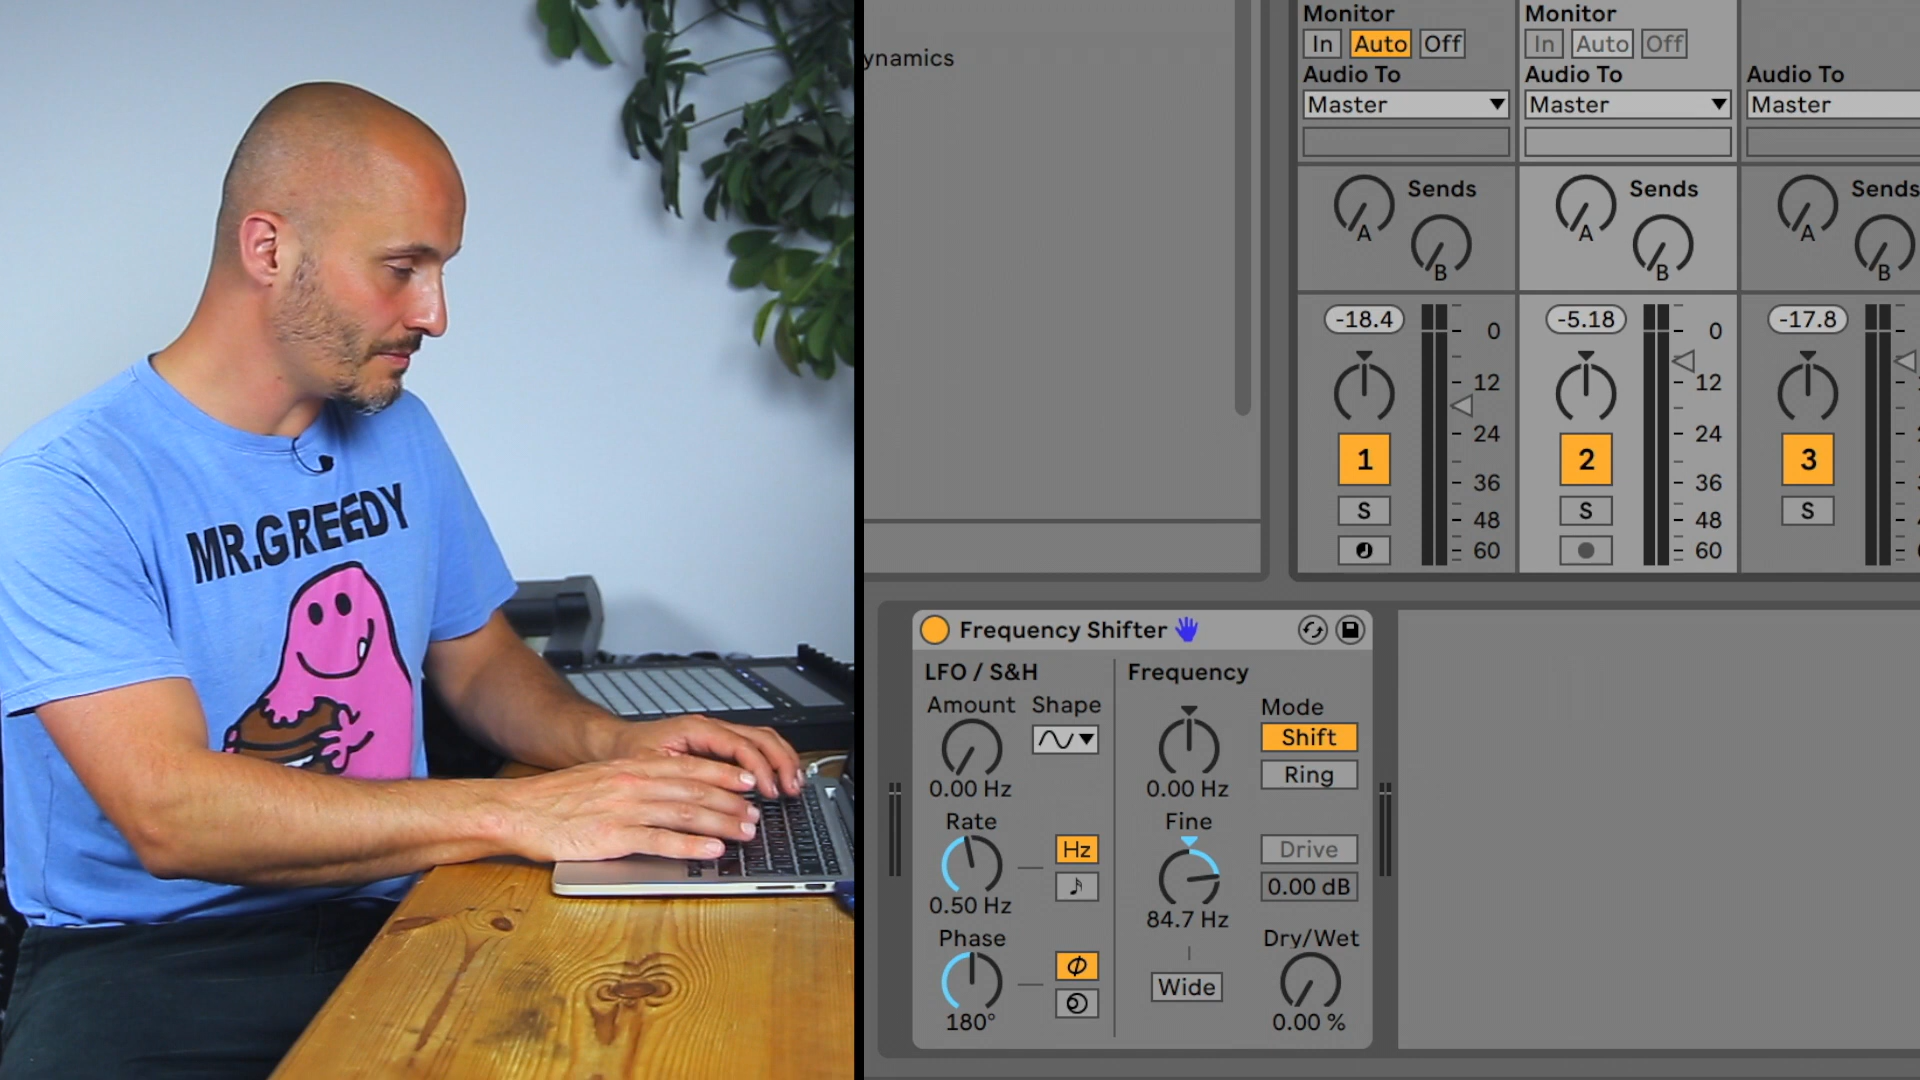 MR.GREEDY
ynamics
Monitor
In Auto Off
Audio To
Master
Sends
A
B
-18.4
0
12
24
36
48
60
1
S
Monitor
In Auto Off
Audio To
Master
Sends
A
B
-5.18
0
12
24
36
48
60
2
S
Audio To
Master
Sends
A
B
-17.8
3
S
Frequency Shifter
LFO / S&H
Amount Shape
0.00 Hz
Rate
Hz
0.50 Hz
Phase
180°
Frequency
0.00 Hz
Fine
84.7 Hz
Wide
Mode
Shift
Ring
Drive
0.00 dB
Dry/Wet
0.00 %